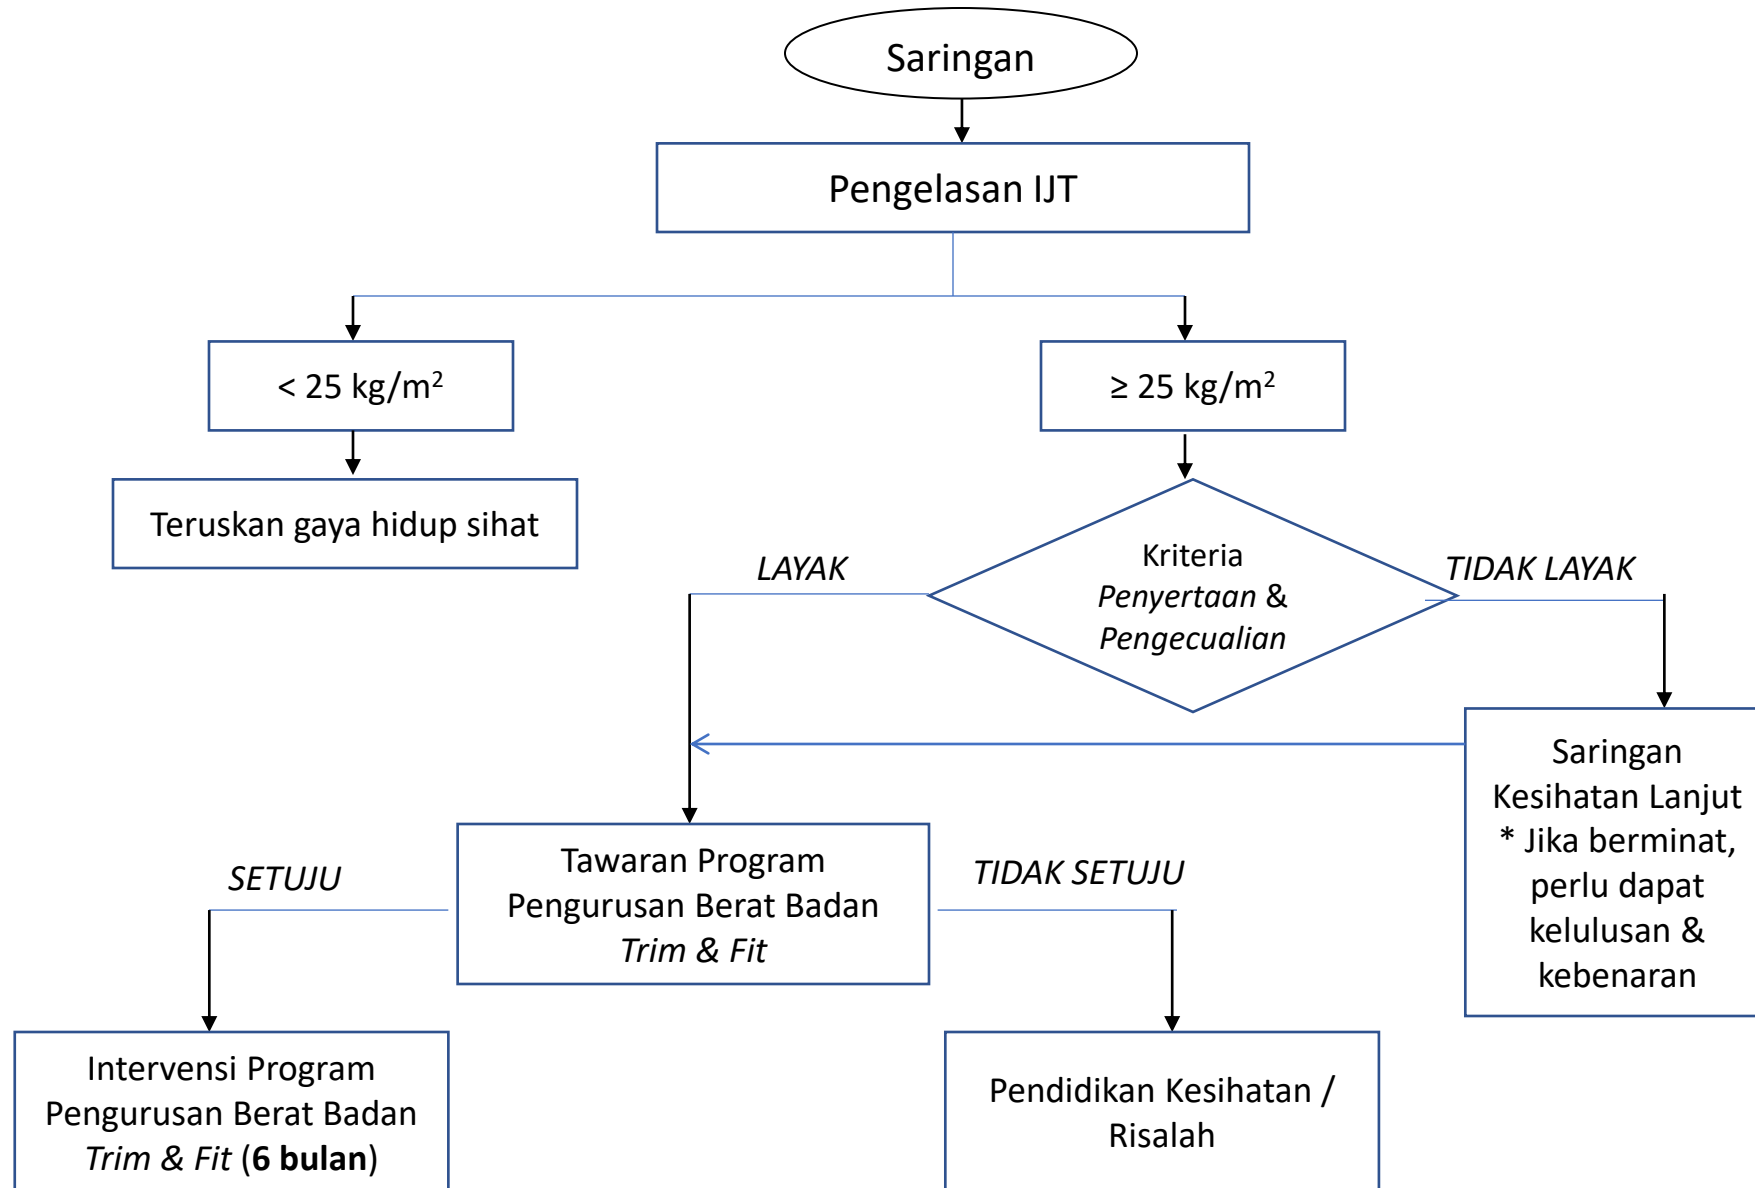 Saringan
Pengelasan IJT
< 25 kg/m²
≥ 25 kg/m²
Teruskan gaya hidup sihat
LAYAK
Kriteria
Penyertaan &
Pengecualian
TIDAK LAYAK
Saringan
Kesihatan Lanjut
* Jika berminat,
perlu dapat
kelulusan &
kebenaran
SETUJU
Tawaran Program
Pengurusan Berat Badan
Trim & Fit
TIDAK SETUJU
Intervensi Program
Pengurusan Berat Badan
Trim & Fit (6 bulan)
Pendidikan Kesihatan /
Risalah